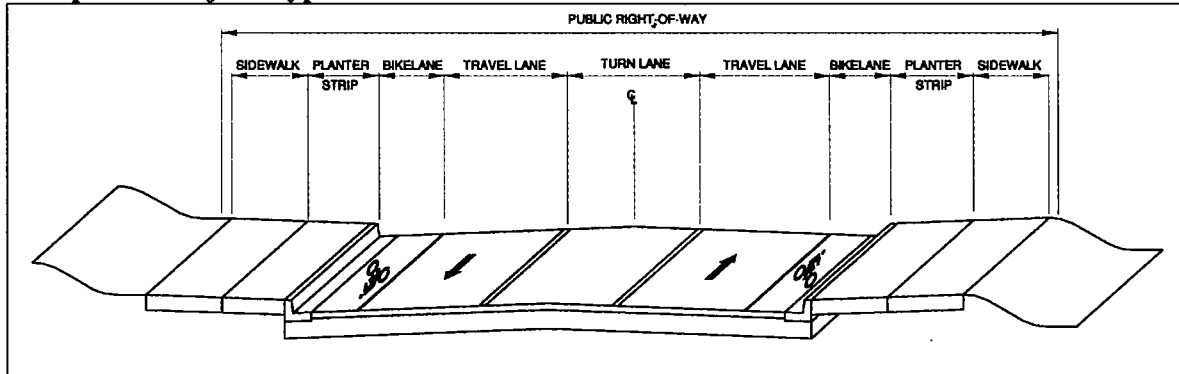 PUBLIC RIGHT-OF-WAY
SIDEWALK PLANTER STRIP BIKELANE TRAVEL LANE TURN LANE TRAVEL LANE BIKELANE PLANTER STRIP SIDEWALK
℄